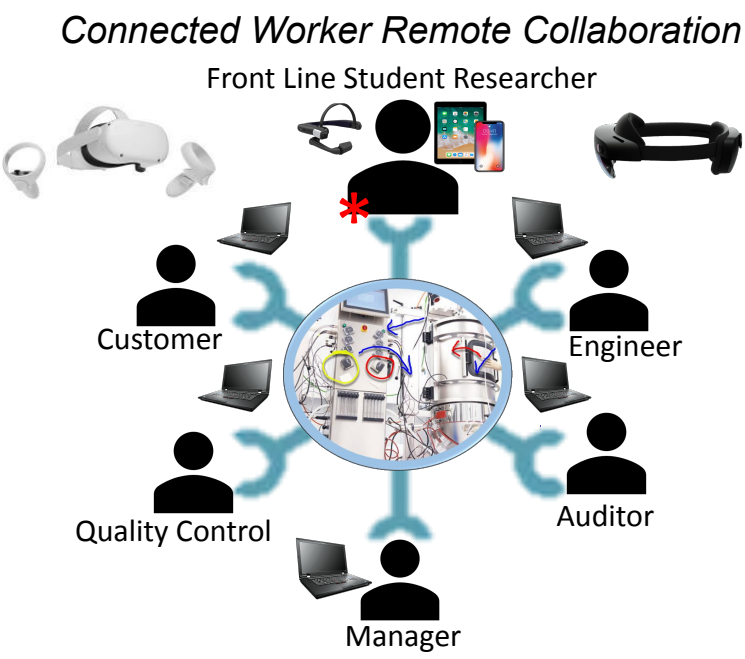 Connected Worker Remote Collaboration
Front Line Student Researcher
Customer
Engineer
Quality Control
Auditor
Manager